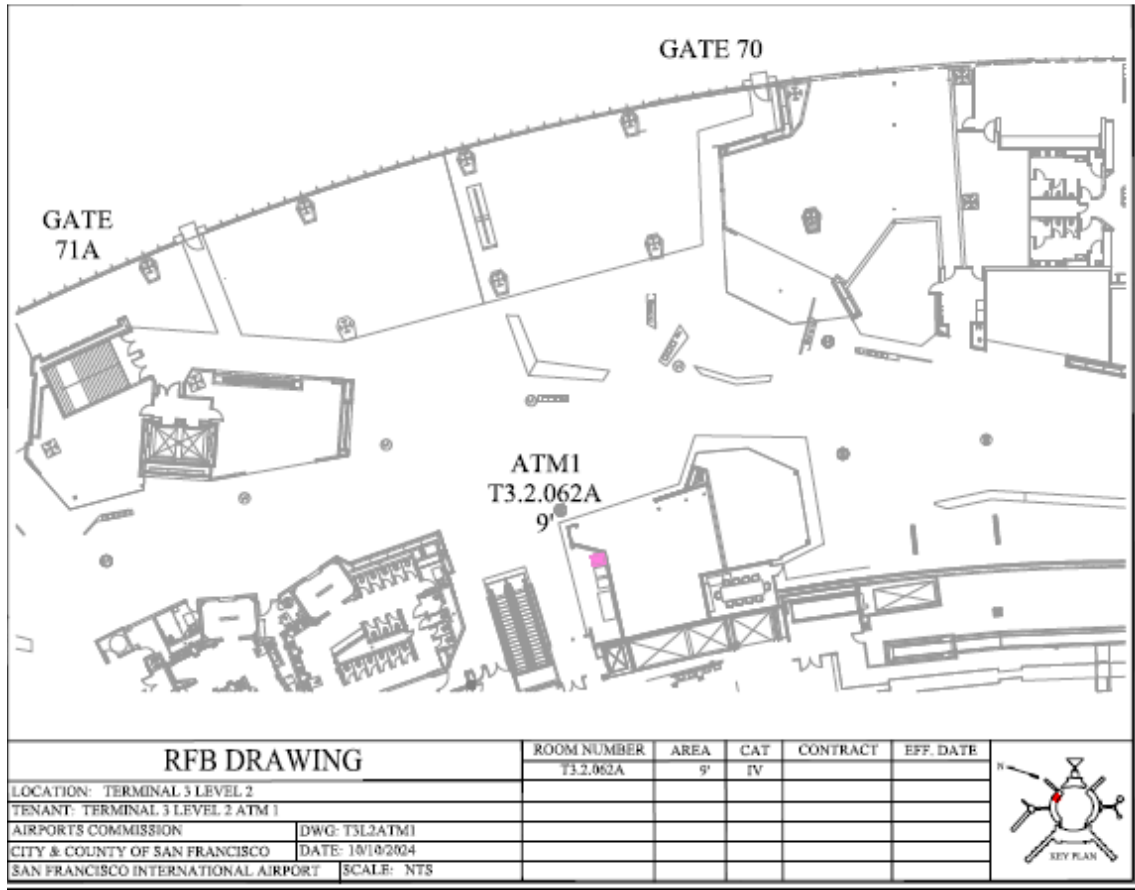 GATE 70
GATE
71A
ATM1
T3.2.062A
9'
RFB DRAWING
ROOM NUMBER AREA CAT CONTRACT EFF. DATE
T3.2.062A 9' IV
LOCATION: TERMINAL 3 LEVEL 2
TENANT: TERMINAL 3 LEVEL 2 ATM 1
AIRPORTS COMMISSION DWG: T3L2ATM1
CITY & COUNTY OF SAN FRANCISCO DATE: 10/10/2024
SAN FRANCISCO INTERNATIONAL AIRPORT SCALE: NTS
N
KEY PLAN